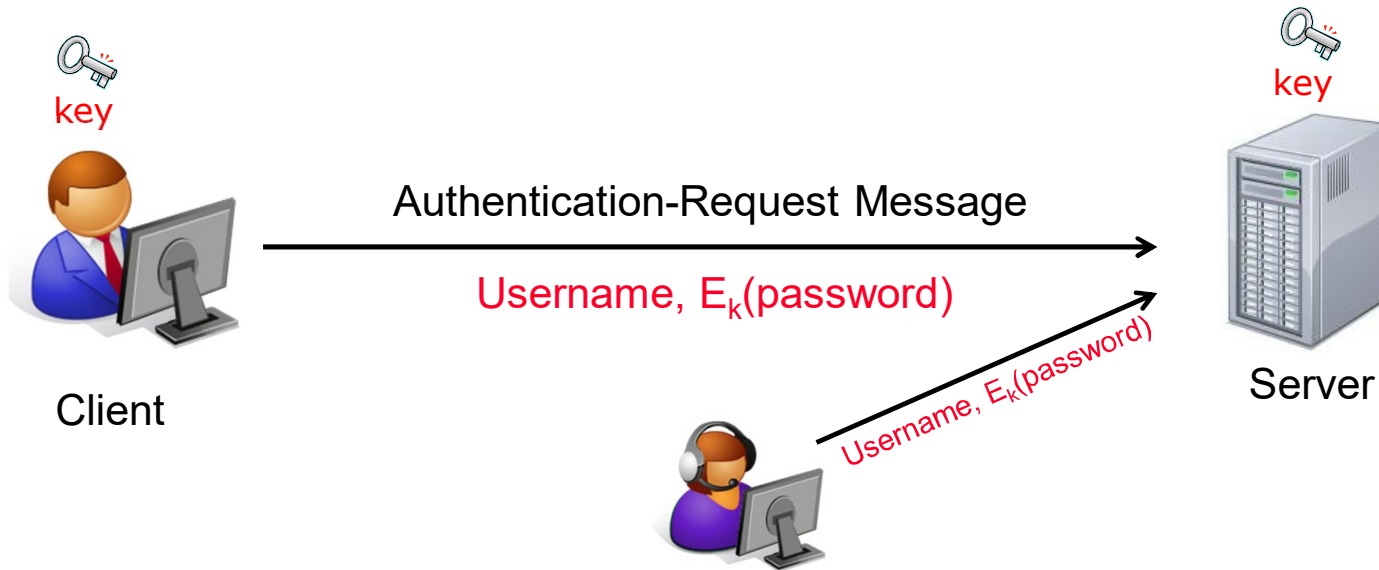 key
key
Authentication-Request Message
Username, Eₖ(password)
Username, Eₖ(password)
Client
Server